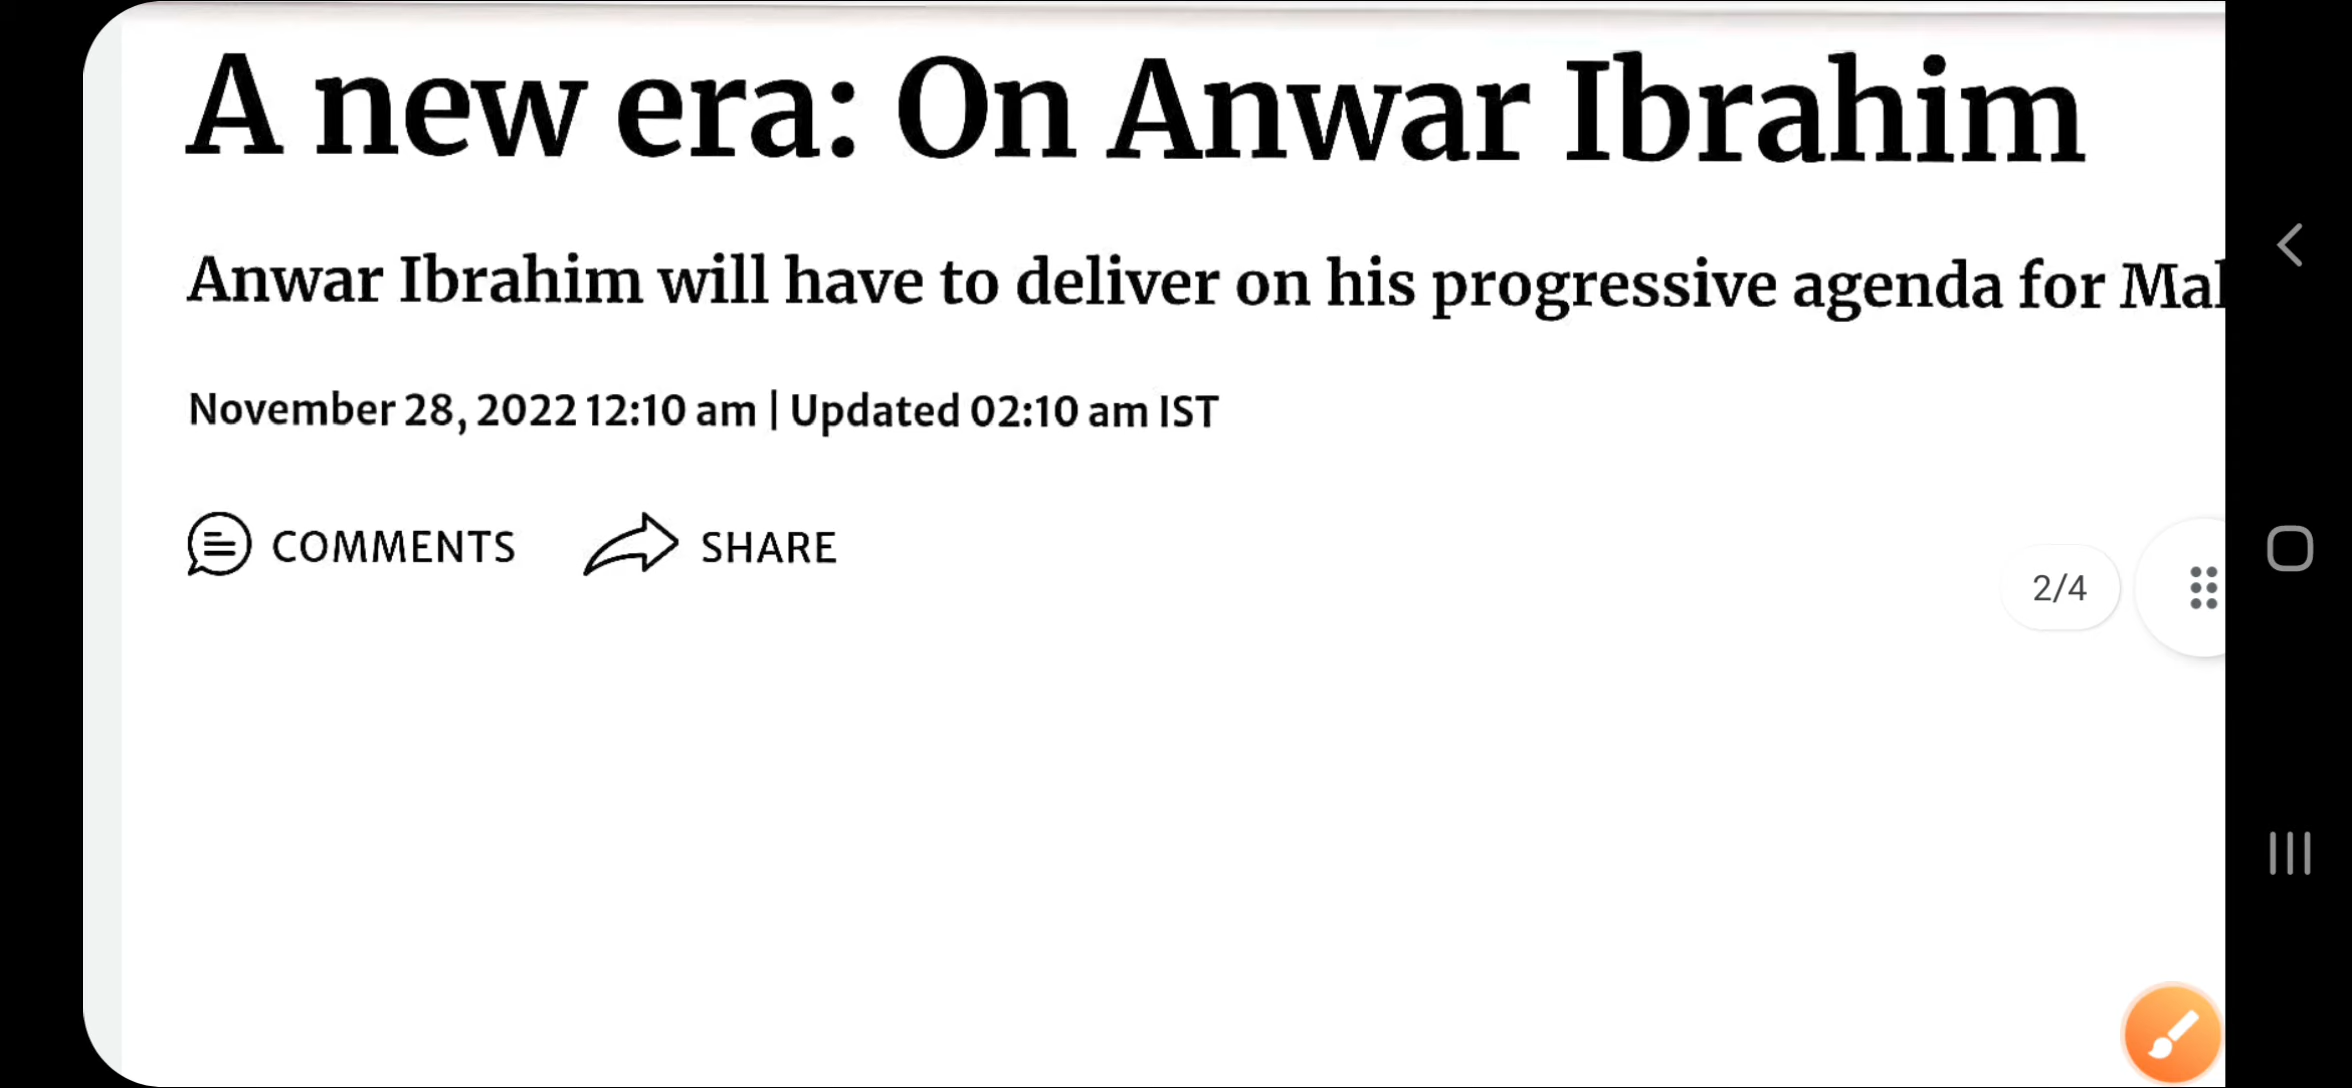 A new era: On Anwar Ibrahim
Anwar Ibrahim will have to deliver on his progressive agenda for
November 28, 2022 12:10 am | Updated 02:10 am IST
COMMENTS SHARE
2/4